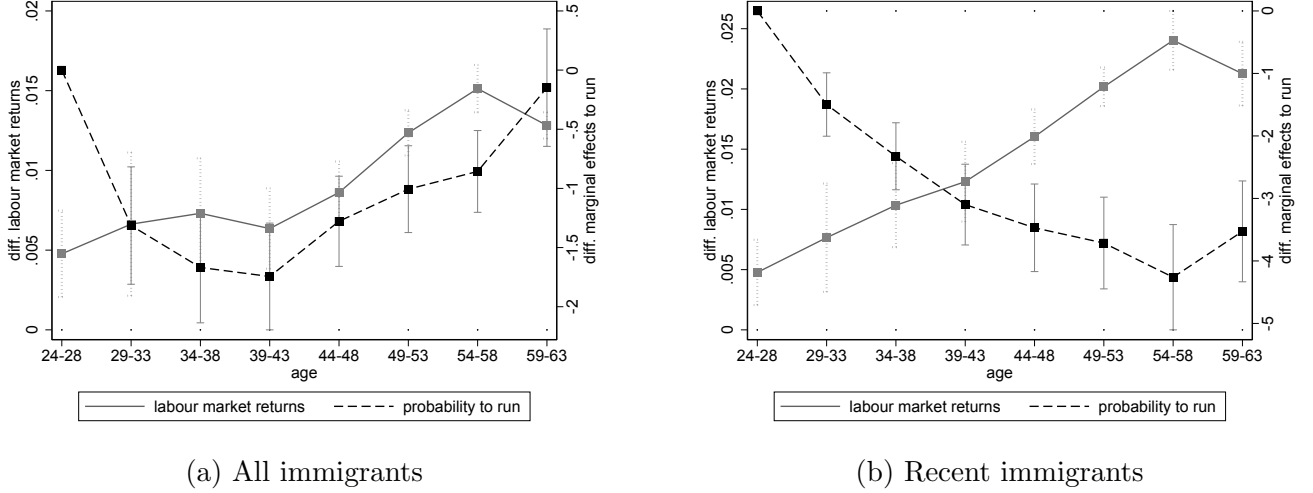 .02
.015
.01
.005
0
diff. labour market returns
.5
0
-.5
-1
-1.5
-2
diff. marginal effects to run
24-28 29-33 34-38 39-43 44-48 49-53 54-58 59-63
age
labour market returns probability to run
(a) All immigrants
.025
.02
.015
.01
.005
0
diff. labour market returns
0
-1
-2
-3
-4
-5
diff. marginal effects to run
24-28 29-33 34-38 39-43 44-48 49-53 54-58 59-63
age
labour market returns probability to run
(b) Recent immigrants